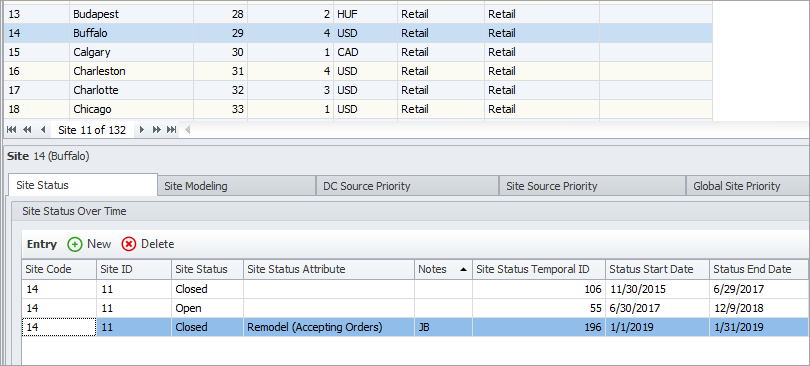 13 Budapest 28 2 HUF Retail Retail
14 Buffalo 29 4 USD Retail Retail
15 Calgary 30 1 CAD Retail Retail
16 Charleston 31 4 USD Retail Retail
17 Charlotte 32 3 USD Retail Retail
18 Chicago 33 1 USD Retail Retail
Site 11 of 132
Site 14 (Buffalo)
Site Status Site Modeling DC Source Priority Site Source Priority Global Site Priority
Site Status Over Time
Entry New Delete
Site Code Site ID Site Status Site Status Attribute Notes Site Status Temporal ID Status Start Date Status End Date
14 11 Closed 106 11/30/2015 6/29/2017
14 11 Open 55 6/30/2017 12/9/2018
14 11 Closed Remodel (Accepting Orders) JB 196 1/1/2019 1/31/2019